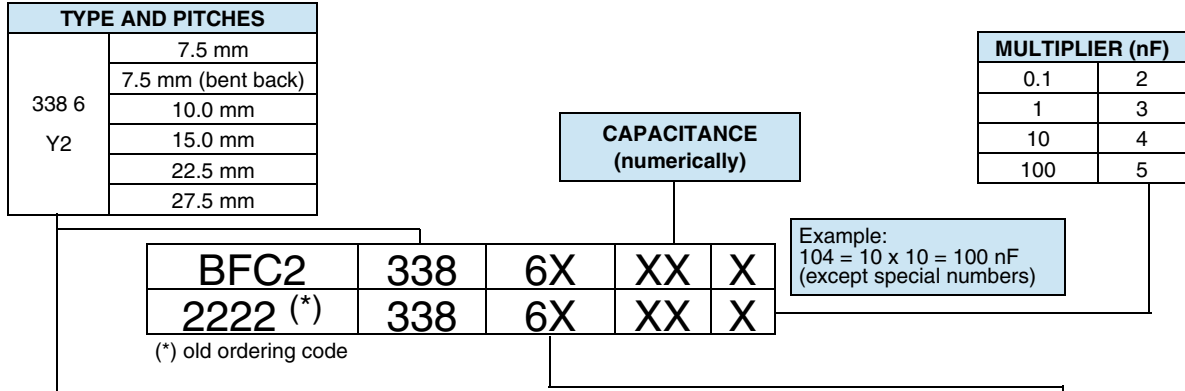 TYPE AND PITCHES
338 6
Y2
7.5 mm
7.5 mm (bent back)
10.0 mm
15.0 mm
22.5 mm
27.5 mm
CAPACITANCE
(numerically)
MULTIPLIER (nF)
0.1 2
1 3
10 4
100 5
BFC2 338 6X XX X
2222 (*) 338 6X XX X
(*) old ordering code
Example:
104 = 10 x 10 = 100 nF
(except special numbers)